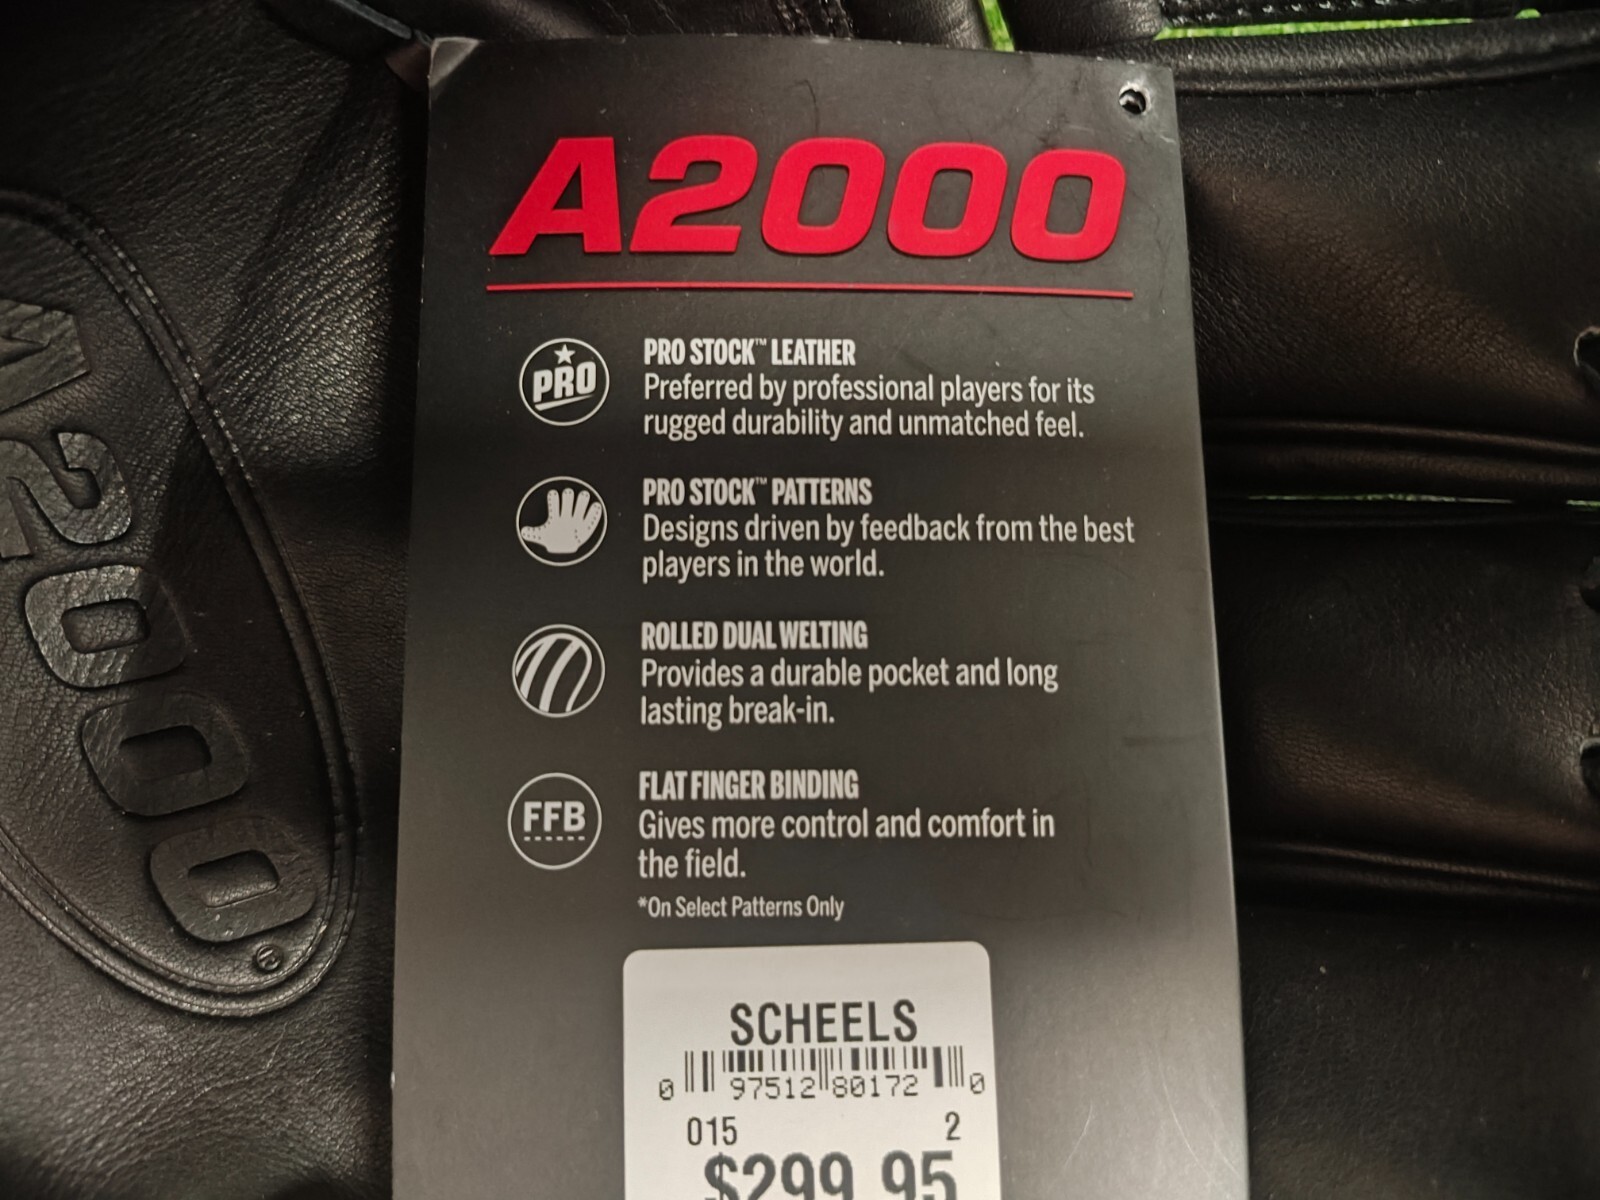 A2000
PRO
PRO STOCK™ LEATHER
Preferred by professional players for its
rugged durability and unmatched feel.
PRO STOCK™ PATTERNS
Designs driven by feedback from the best
players in the world.
ROLLED DUAL WELTING
Provides a durable pocket and long
lasting break-in.
FFB
FLAT FINGER BINDING
Gives more control and comfort in
the field.
*On Select Patterns Only
SCHEELS
0 97512 80172 0
015 2
$299.95
A2000®